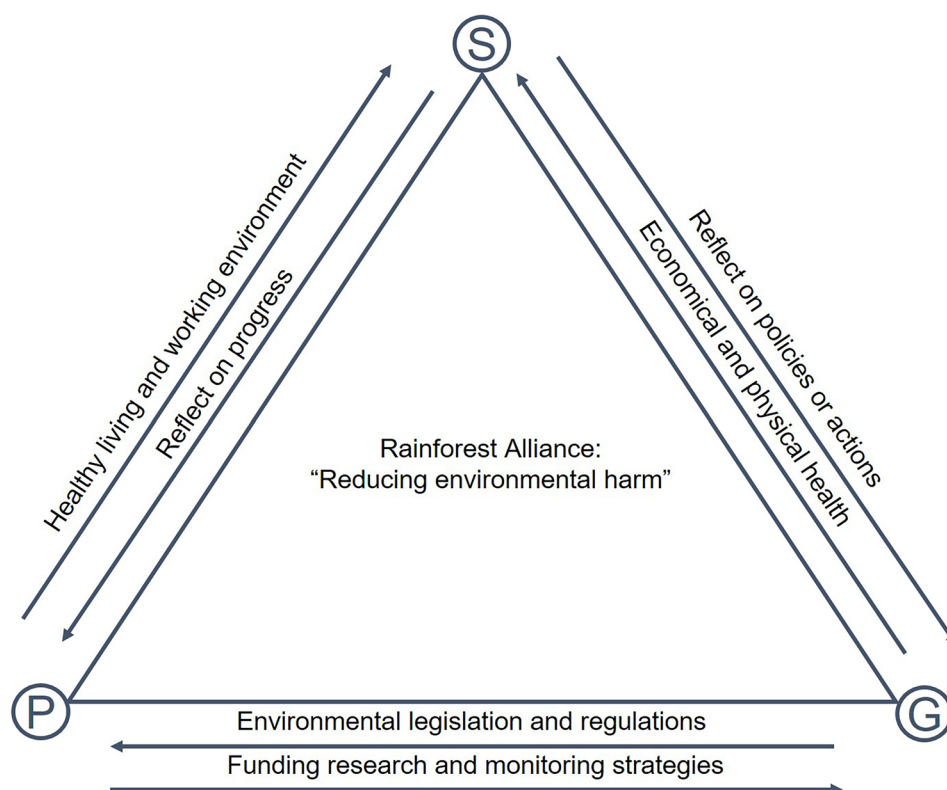 S
Healthy living and working environment
Reflect on progress
Economical and physical health
Reflect on policies or actions
Rainforest Alliance:
“Reducing environmental harm”
P
G
Environmental legislation and regulations
Funding research and monitoring strategies